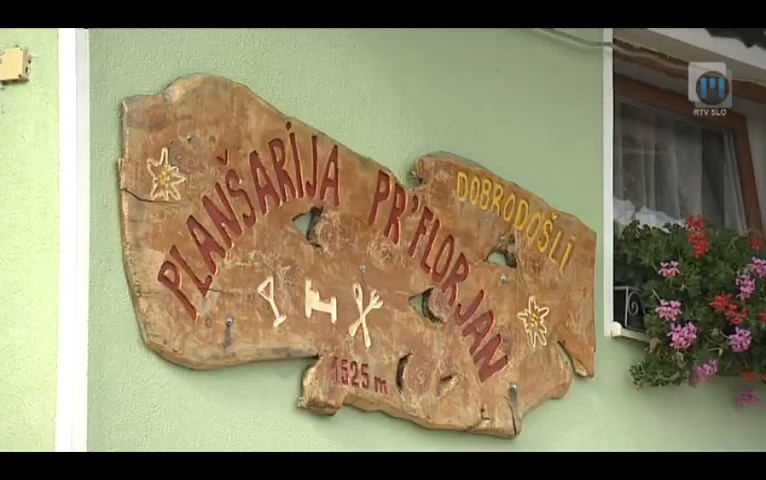 DOBRODOŠLI
PLANŠARIJA PR'FLORJAN
1525 m
RTV SLO